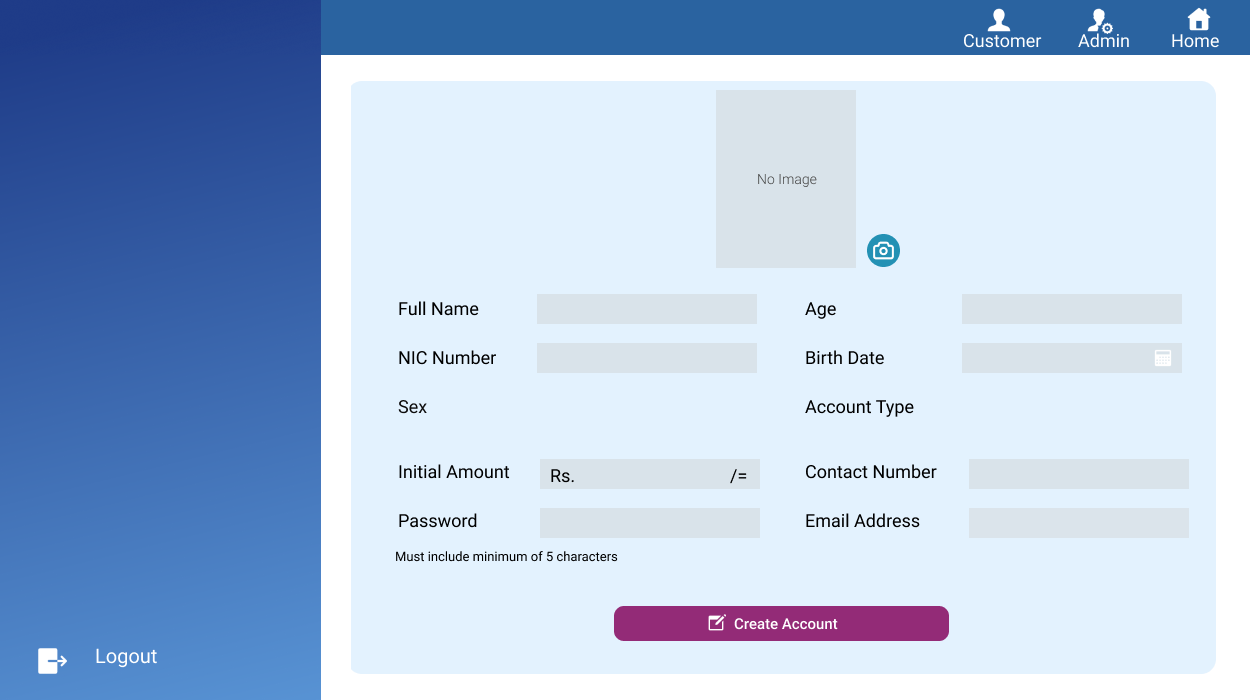 Customer
Admin
Home
No Image
Full Name
Age
NIC Number
Birth Date
Sex
Account Type
Initial Amount
Rs.
/=
Contact Number
Password
Email Address
Must include minimum of 5 characters
Create Account
Logout